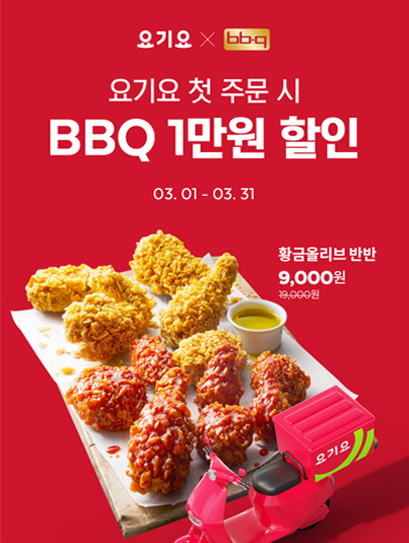 요기요 × bb·q
요기요 첫 주문 시
BBQ 1만원 할인
03. 01 - 03. 31
황금올리브 반반
9,000원
19,000원
요기요